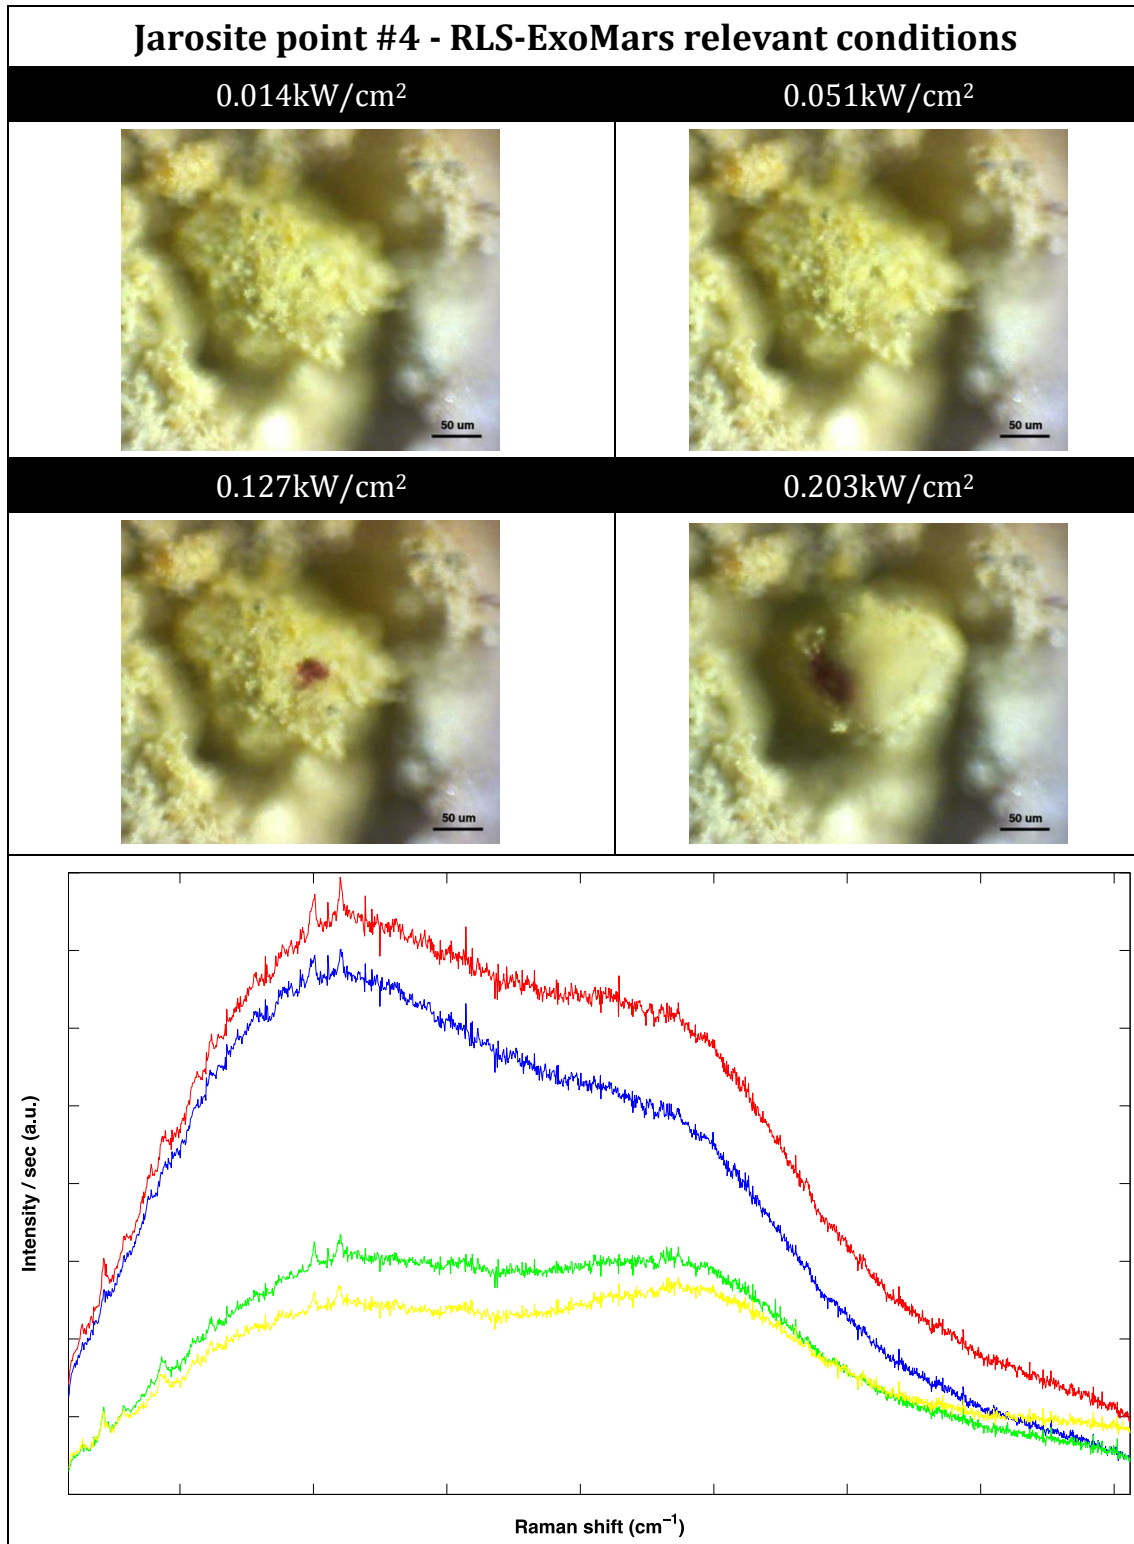 Jarosite point #4 - RLS-ExoMars relevant conditions
0.014kW/cm²
0.051kW/cm²
50 um
50 um
0.127kW/cm²
0.203kW/cm²
50 um
50 um
Intensity / sec (a.u.)
Raman shift (cm⁻¹)